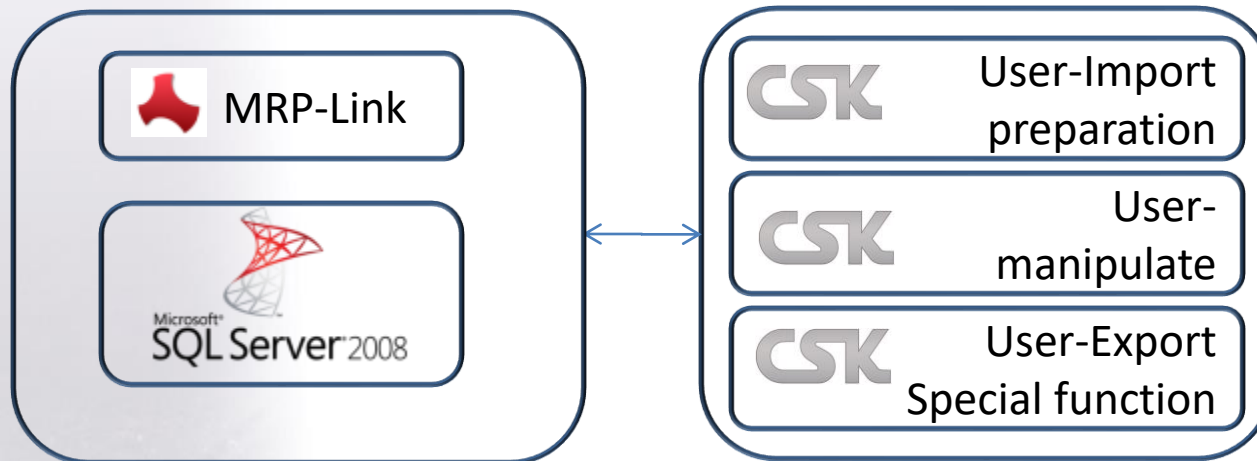 MRP-Link
Microsoft®
SQL Server® 2008
CSK
User-Import
preparation
CSK
User-
manipulate
CSK
User-Export
Special function